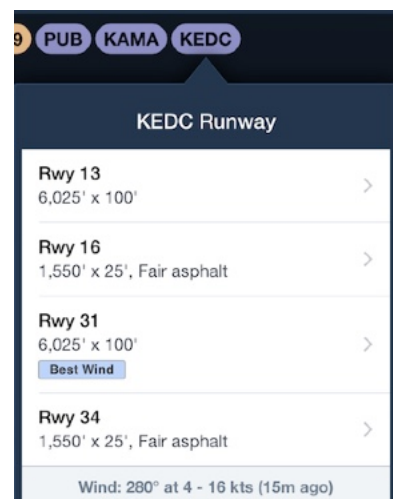 9 PUB KAMA KEDC
KEDC Runway
Rwy 13
6,025' x 100'
Rwy 16
1,550' x 25', Fair asphalt
Rwy 31
6,025' x 100'
Best Wind
Rwy 34
1,550' x 25', Fair asphalt
Wind: 280° at 4 - 16 kts (15m ago)